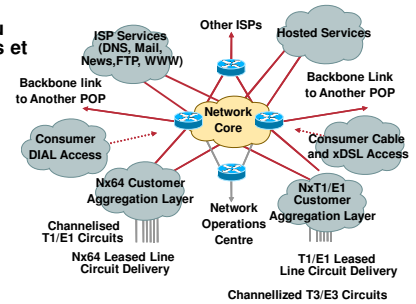 u
s et
Other ISPs
ISP Services
(DNS, Mail,
News,FTP, WWW)
Hosted Services
Backbone link
to Another POP
Backbone Link
to Another POP
Network
Core
Consumer
DIAL Access
Consumer Cable
and xDSL Access
Nx64 Customer
Aggregation Layer
NxT1/E1
Customer
Aggregation Layer
Network
Operations
Centre
Channelised
T1/E1 Circuits
Nx64 Leased Line
Circuit Delivery
T1/E1 Leased
Line Circuit Delivery
Channellized T3/E3 Circuits